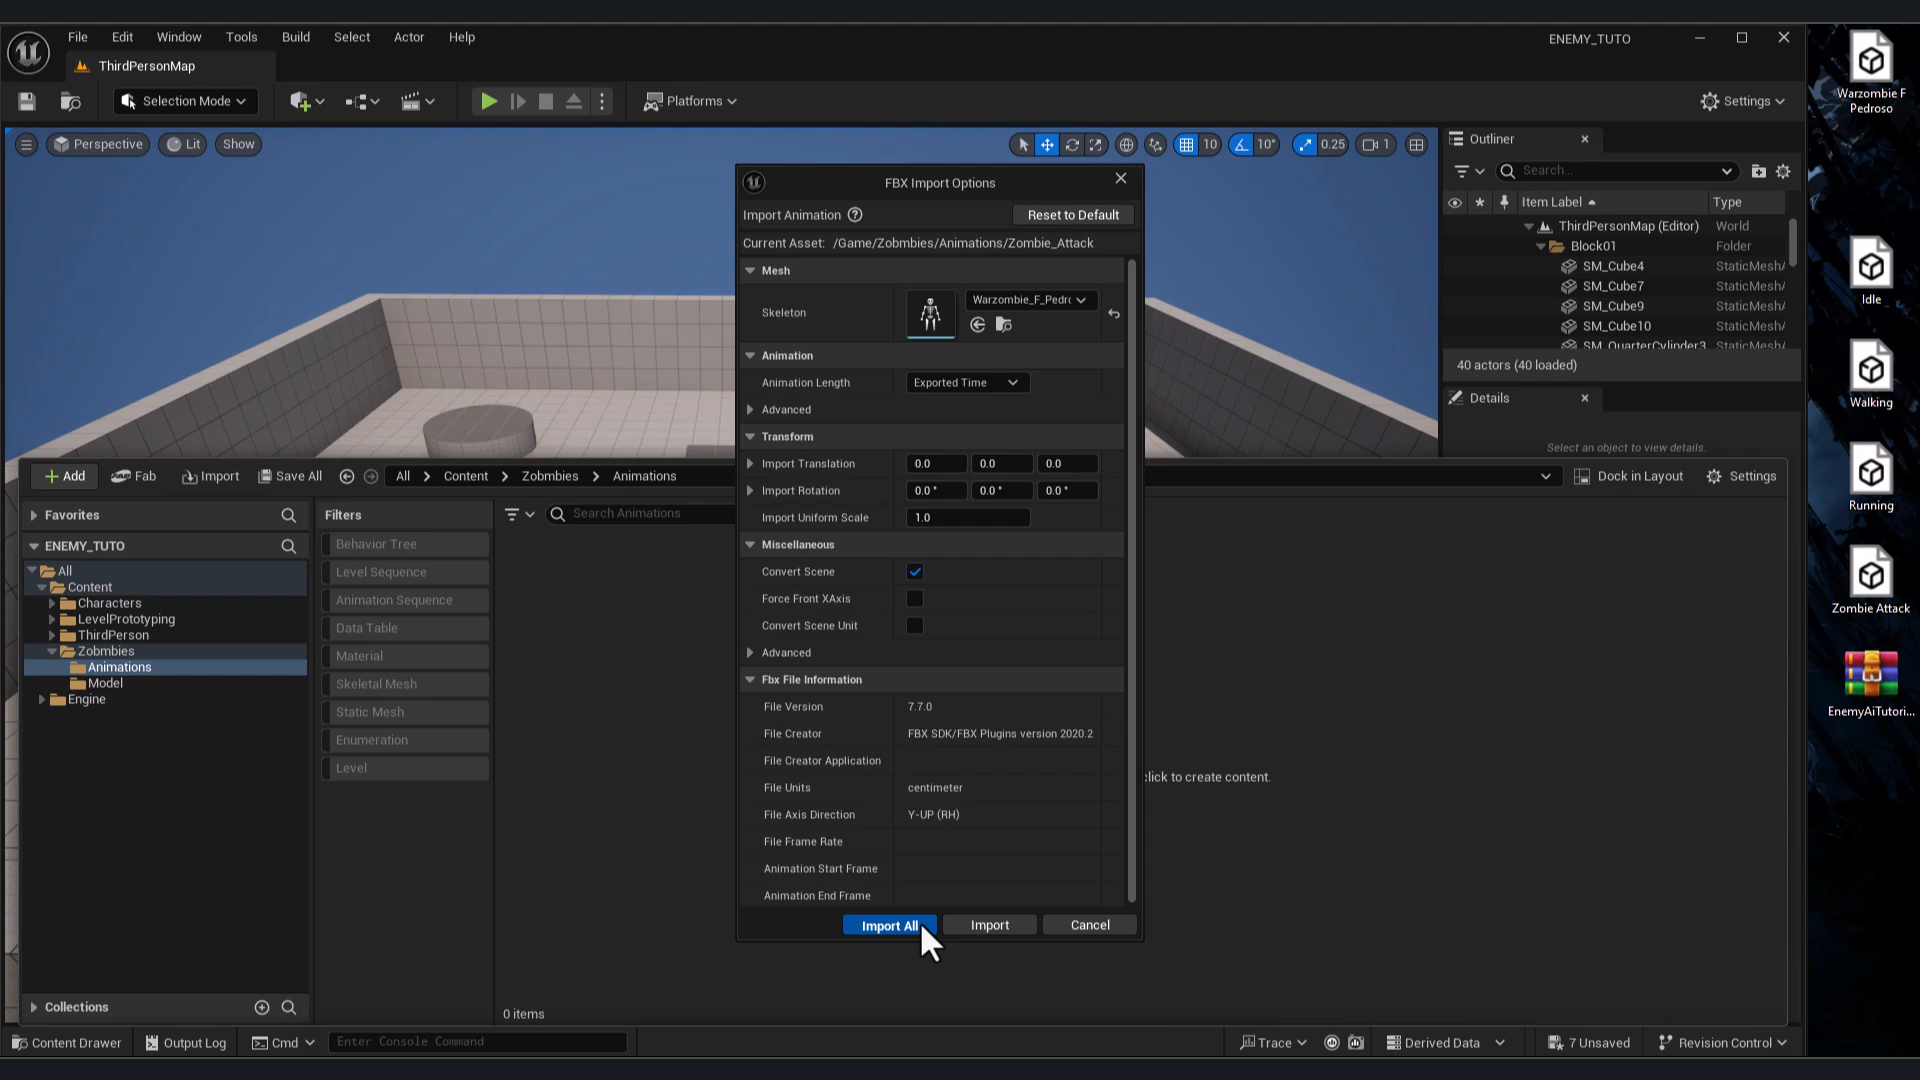 File Edit Window Tools Build Select Actor Help
ENEMY_TUTO
ThirdPersonMap
Selection Mode
Platforms
Settings
Perspective Lit Show
10 10° 0.25 1
Outliner
Search...
Item Label Type
ThirdPersonMap (Editor) World
Block01 Folder
SM_Cube4 StaticMeshA
SM_Cube7 StaticMeshA
SM_Cube9 StaticMeshA
SM_Cube10 StaticMeshA
SM_QuarterCylinder3 StaticMeshA
40 actors (40 loaded)
Details
Select an object to view details.
FBX Import Options
Import Animation
Reset to Default
Current Asset: /Game/Zobmbies/Animations/Zombie_Attack
Mesh
Skeleton
Warzombie_F_Pedro
Animation
Animation Length Exported Time
Advanced
Transform
Import Translation 0.0 0.0 0.0
Import Rotation 0.0 ° 0.0 ° 0.0 °
Import Uniform Scale 1.0
Miscellaneous
Convert Scene
Force Front XAxis
Convert Scene Unit
Advanced
Fbx File Information
File Version 7.7.0
File Creator FBX SDK/FBX Plugins version 2020.2
File Creator Application
File Units centimeter
File Axis Direction Y-UP (RH)
File Frame Rate
Animation Start Frame
Animation End Frame
Import All Import Cancel
Add Fab Import Save All All > Content > Zobmbies > Animations
Dock in Layout Settings
Favorites
ENEMY_TUTO
All
Content
Characters
LevelPrototyping
ThirdPerson
Zobmbies
Animations
Model
Engine
Collections
Filters
Behavior Tree
Level Sequence
Animation Sequence
Data Table
Material
Skeletal Mesh
Static Mesh
Enumeration
Level
Search Animations
click to create content.
0 items
Content Drawer Output Log Cmd Enter Console Command
Trace Derived Data 7 Unsaved Revision Control
Warzombie F
Pedroso
Idle
Walking
Running
Zombie Attack
EnemyAiTutori...